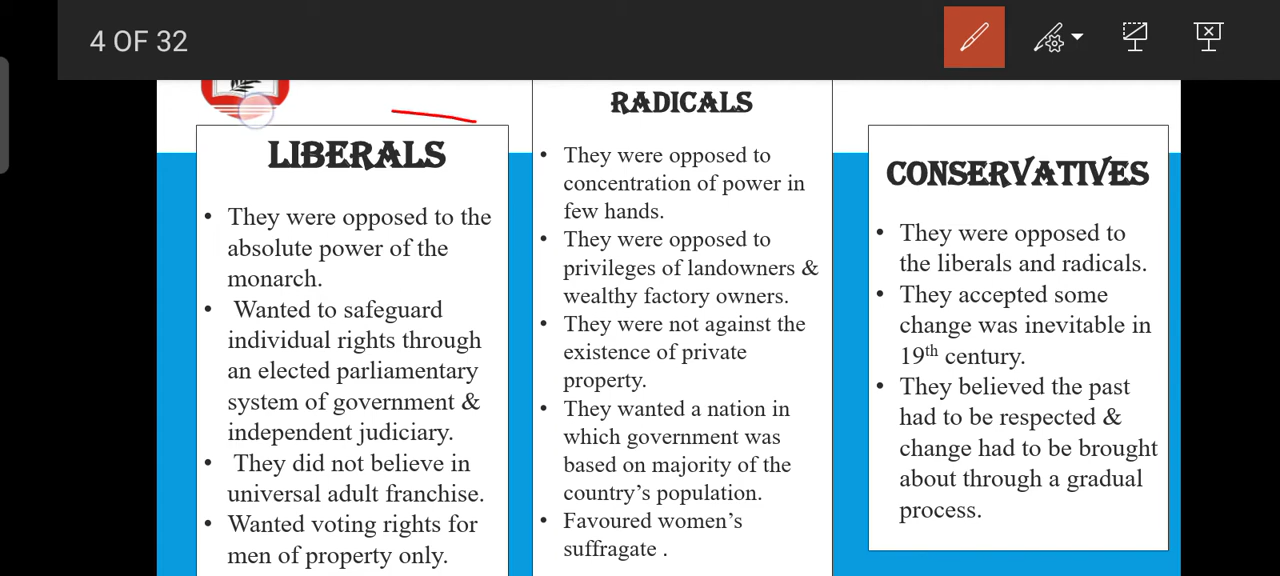 4 OF 32
LIBERALS
• They were opposed to the
absolute power of the
monarch.
• Wanted to safeguard
individual rights through
an elected parliamentary
system of government &
independent judiciary.
• They did not believe in
universal adult franchise.
• Wanted voting rights for
men of property only.
RADICALS
• They were opposed to
concentration of power in
few hands.
• They were opposed to
privileges of landowners &
wealthy factory owners.
• They were not against the
existence of private
property.
• They wanted a nation in
which government was
based on majority of the
country's population.
• Favoured women's
suffragate .
CONSERVATIVES
• They were opposed to
the liberals and radicals.
• They accepted some
change was inevitable in
19th century.
• They believed the past
had to be respected &
change had to be brought
about through a gradual
process.